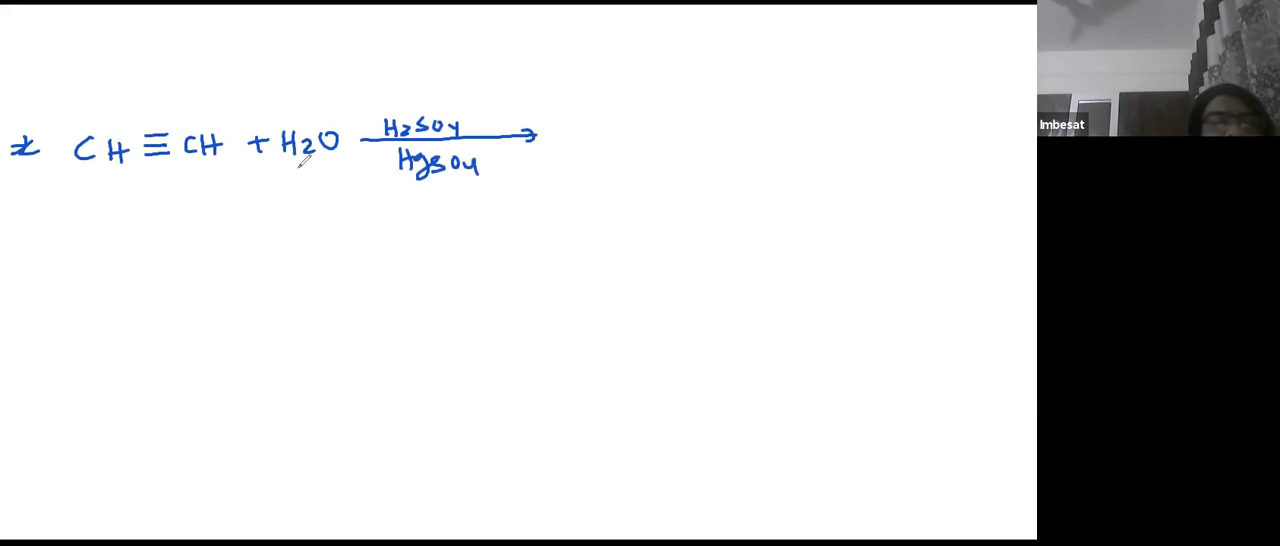 * CH ≡ CH + H2O H2SO4
HgSO4
Imbesat